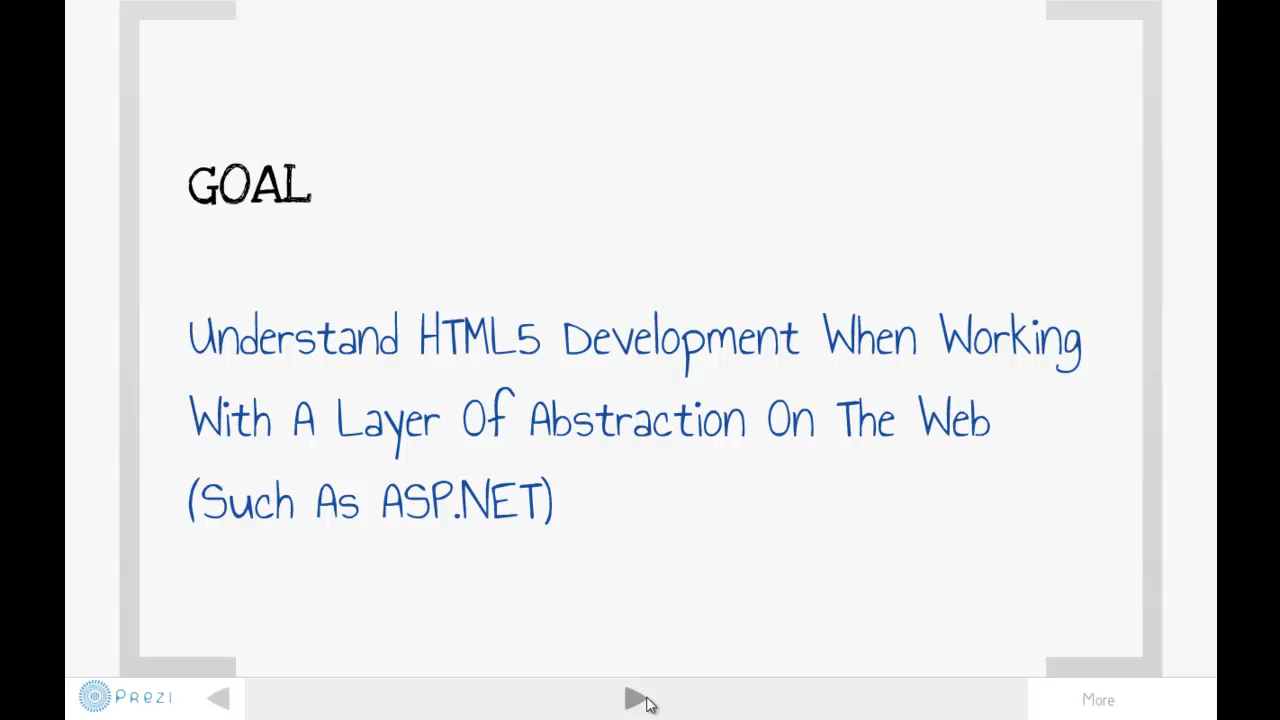 GOAL
Understand HTML5 Development When Working
With A Layer Of Abstraction On The Web
(Such As ASP.NET)
PREZI
More